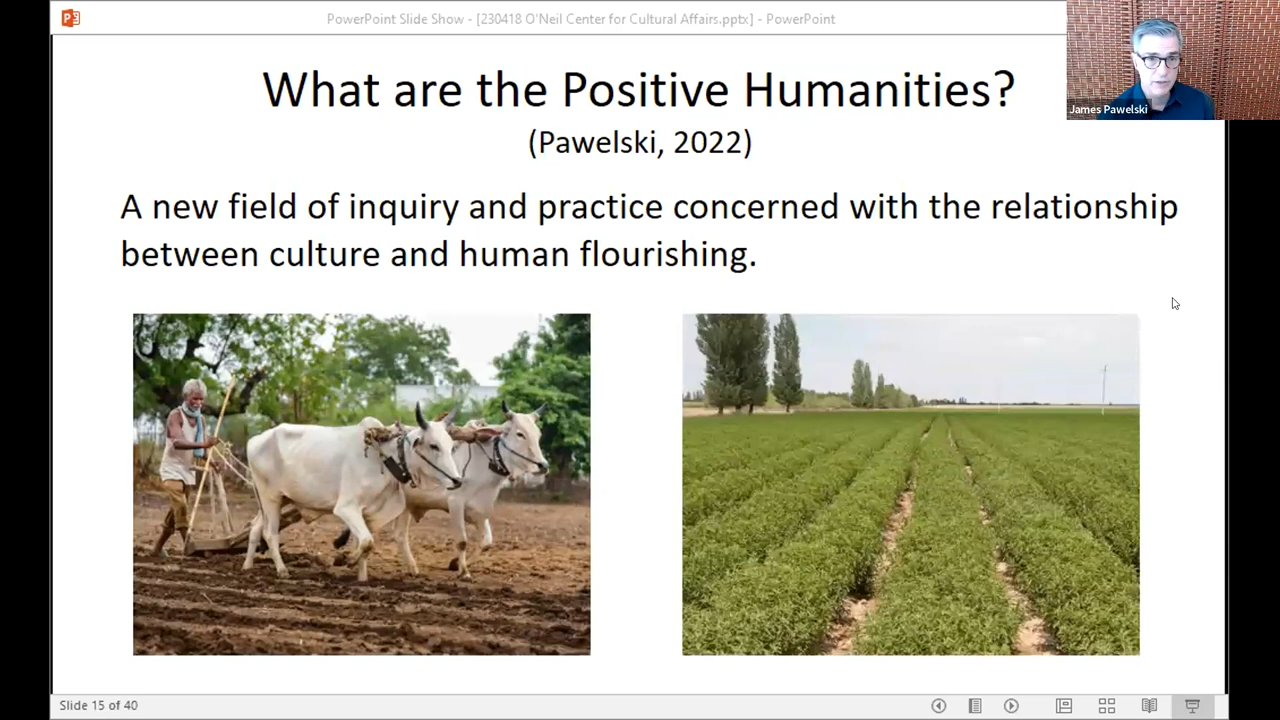 PowerPoint Slide Show - [230418 O'Neil Center for Cultural Affairs.pptx] - PowerPoint
James Pawelski
What are the Positive Humanities?
(Pawelski, 2022)
A new field of inquiry and practice concerned with the relationship
between culture and human flourishing.
Slide 15 of 40